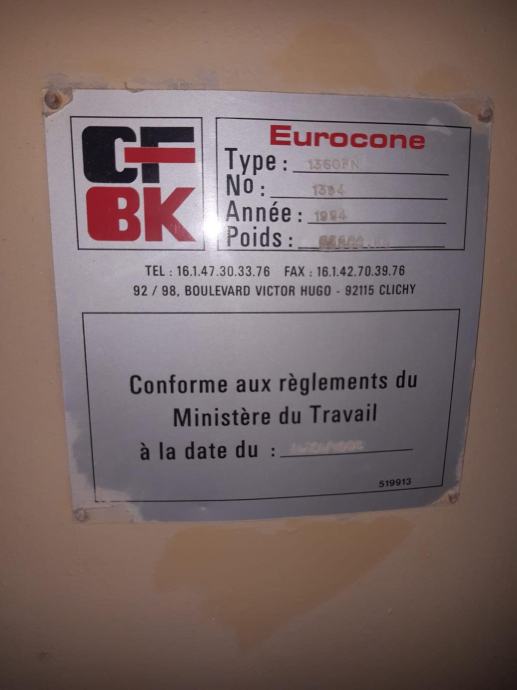 CF
BK
Eurocone
Type :
No :
Année : 1994
Poids :
TEL : 16.1.47.30.33.76 FAX : 16.1.42.70.39.76
92 / 98, BOULEVARD VICTOR HUGO - 92115 CLICHY
Conforme aux règlements du
Ministère du Travail
à la date du :
519913